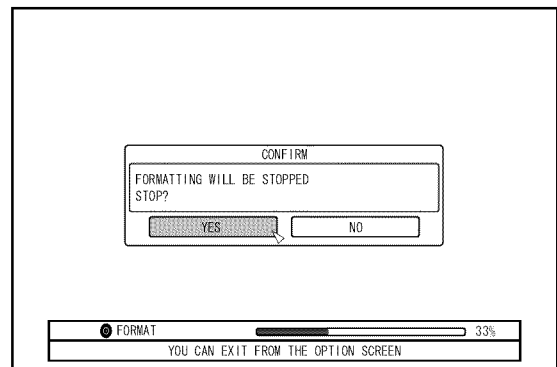 CONFIRM
FORMATTING WILL BE STOPPED
STOP?
YES NO
FORMAT 33%
YOU CAN EXIT FROM THE OPTION SCREEN